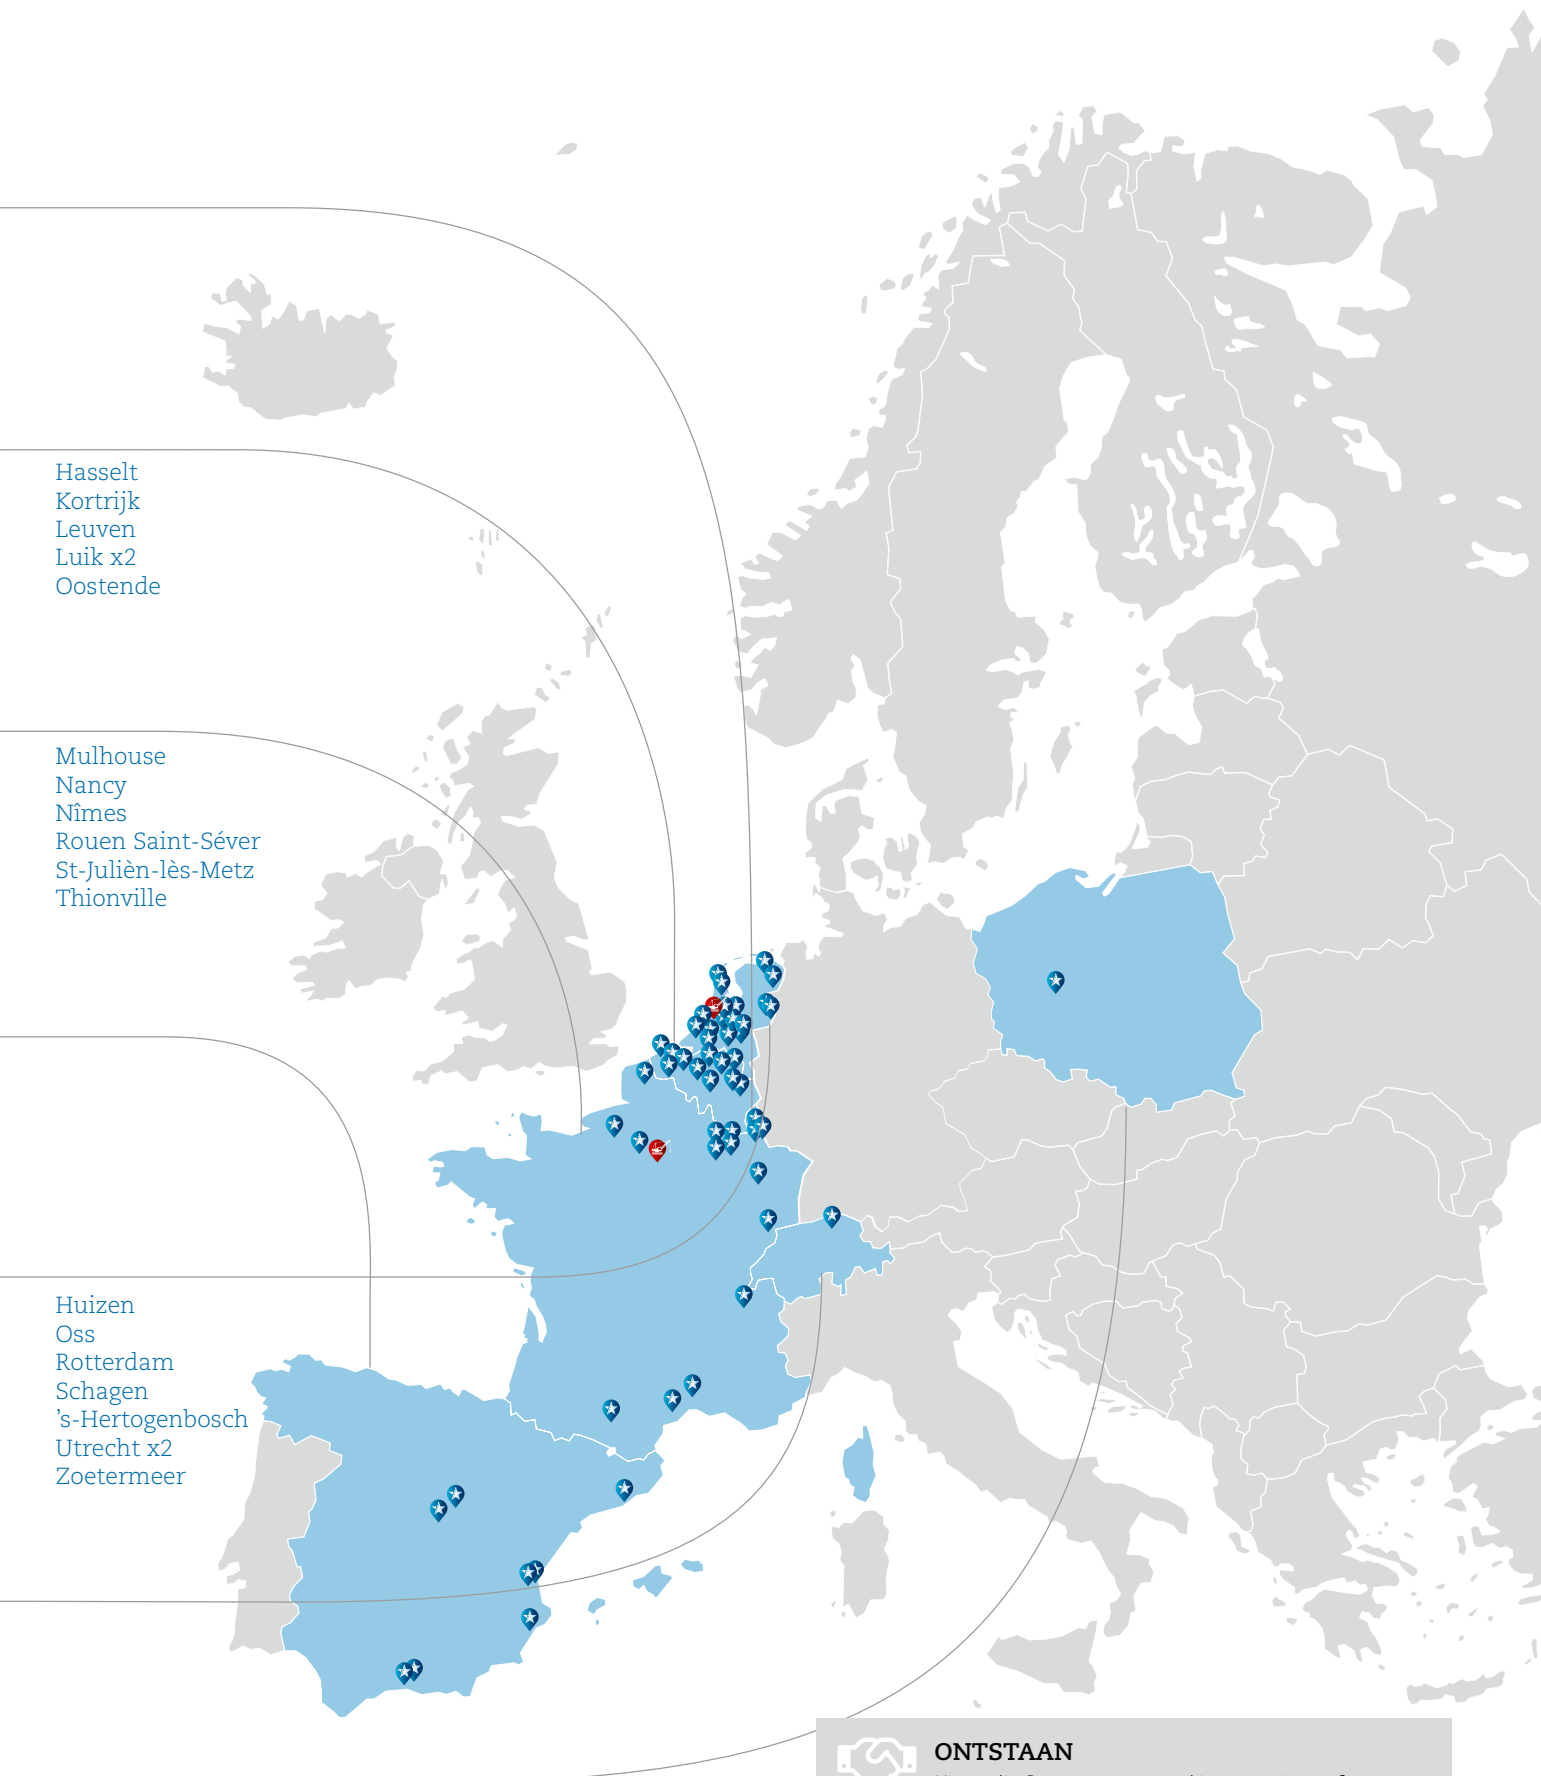 Hasselt
Kortrijk
Leuven
Luik x2
Oostende
Mulhouse
Nancy
Nîmes
Rouen Saint-Séver
St-Julièn-lès-Metz
Thionville
Huizen
Oss
Rotterdam
Schagen
’s-Hertogenbosch
Utrecht x2
Zoetermeer
ONTSTAAN